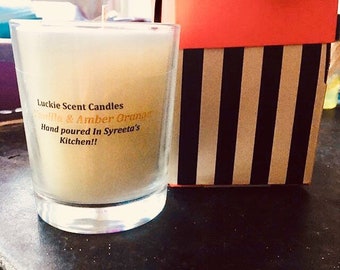 Luckie Scent Candles
Vanilla & Amber Orange
Hand poured In Syreeta's
Kitchen!!